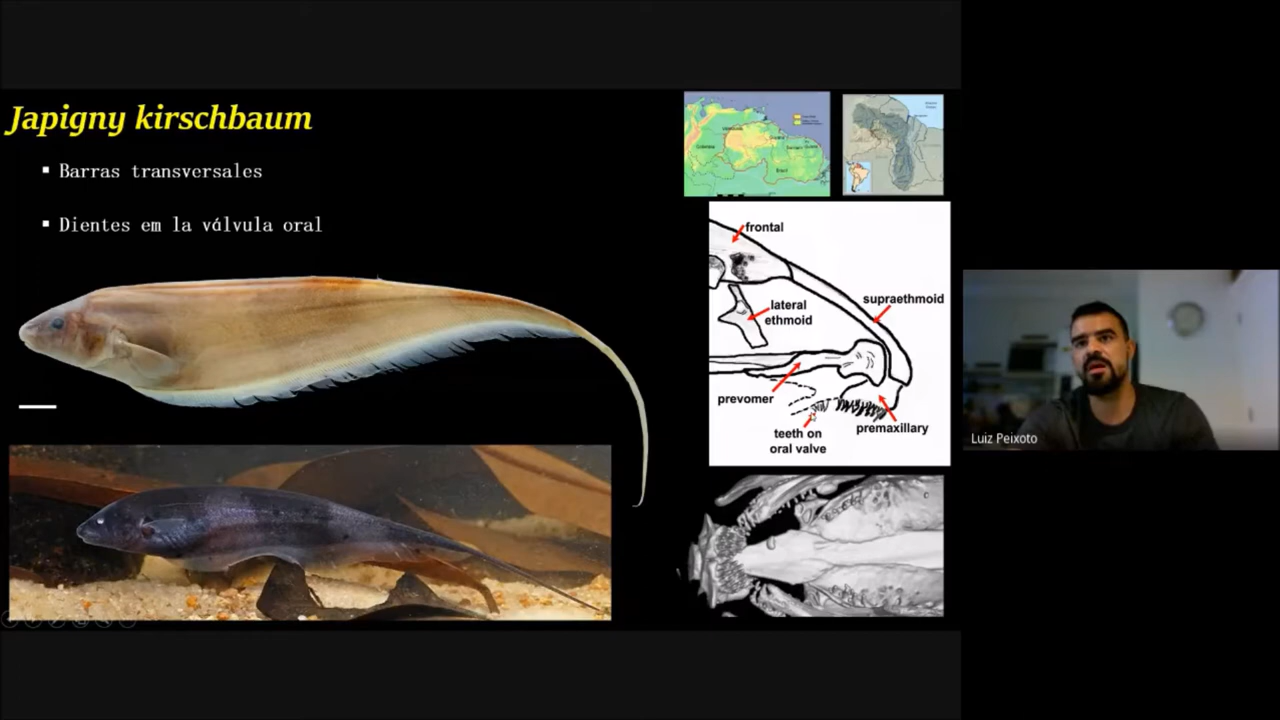 Japigny kirschbaum
▪ Barras transversales
▪ Dientes em la válvula oral
frontal
lateral
ethmoid
supraethmoid
prevomer
premaxillary
teeth on
oral valve
Luiz Peixoto